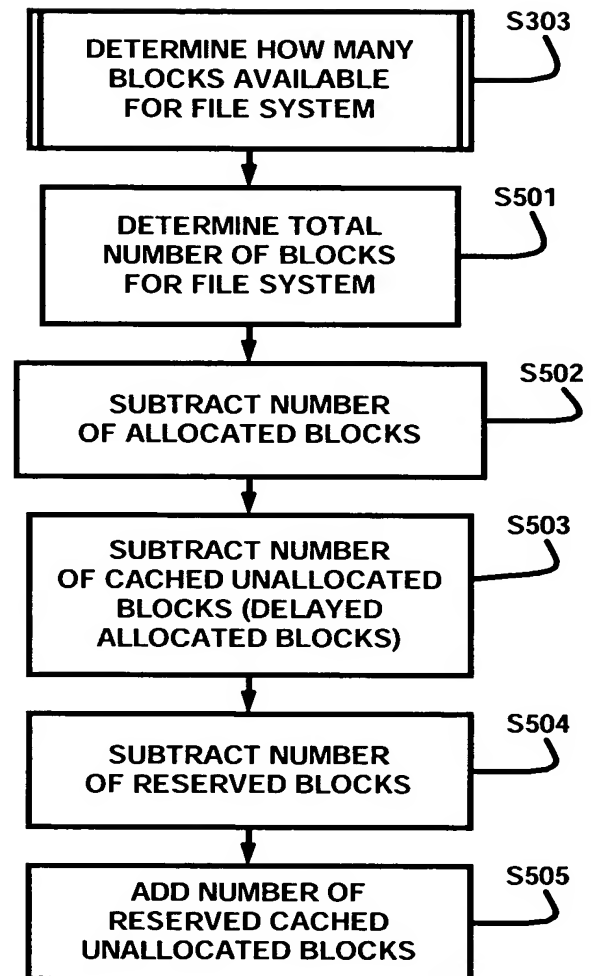 S303
DETERMINE HOW MANY
BLOCKS AVAILABLE
FOR FILE SYSTEM
S501
DETERMINE TOTAL
NUMBER OF BLOCKS
FOR FILE SYSTEM
S502
SUBTRACT NUMBER
OF ALLOCATED BLOCKS
S503
SUBTRACT NUMBER
OF CACHED UNALLOCATED
BLOCKS (DELAYED
ALLOCATED BLOCKS)
S504
SUBTRACT NUMBER
OF RESERVED BLOCKS
S505
ADD NUMBER OF
RESERVED CACHED
UNALLOCATED BLOCKS